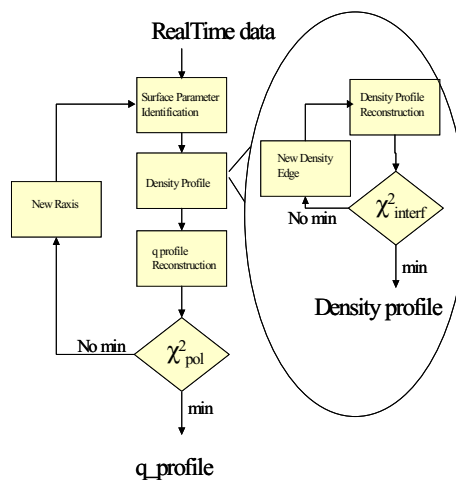 RealTime data
Surface Parameter
Identification
Density Profile
q profile
Reconstruction
New Raxis
No min
χ²pol
min
q_profile
Density Profile
Reconstruction
New Density
Edge
No min
χ²interf
min
Density profile